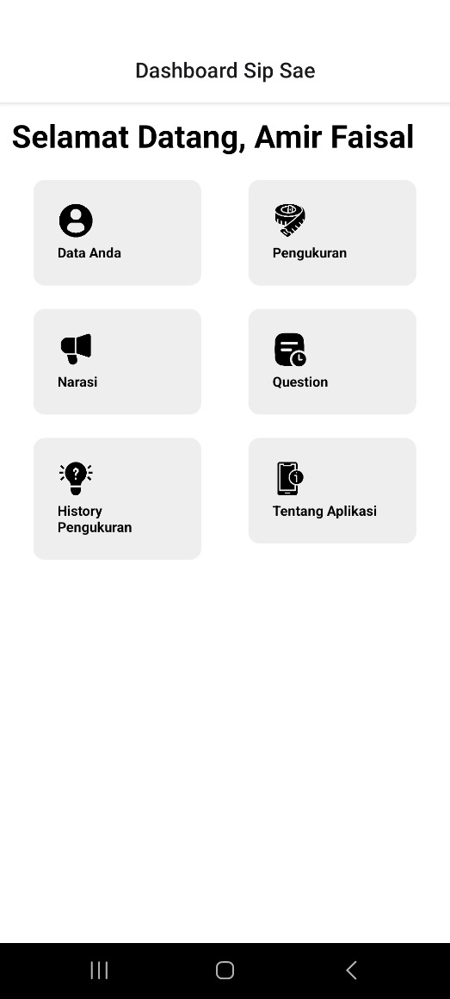 Dashboard Sip Sae
Selamat Datang, Amir Faisal
Data Anda
Pengukuran
Narasi
Question
History
Pengukuran
Tentang Aplikasi